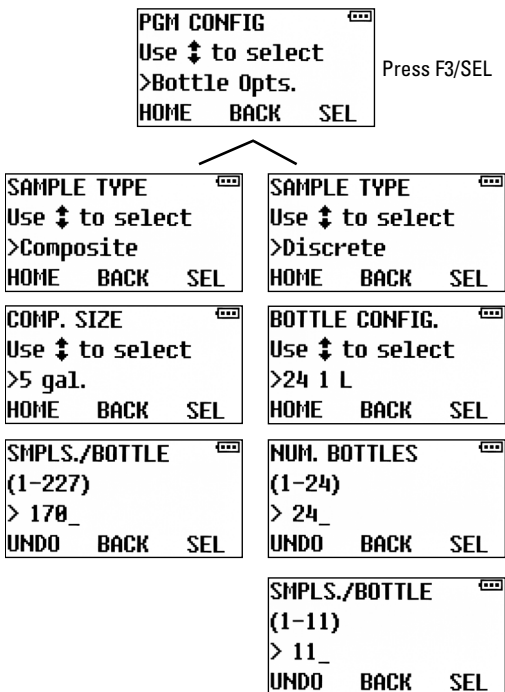 PGM CONFIG
Use ↕ to select
>Bottle Opts.
HOME BACK SEL
Press F3/SEL
SAMPLE TYPE
Use ↕ to select
>Composite
HOME BACK SEL
SAMPLE TYPE
Use ↕ to select
>Discrete
HOME BACK SEL
COMP. SIZE
Use ↕ to select
>5 gal.
HOME BACK SEL
BOTTLE CONFIG.
Use ↕ to select
>24 1 L
HOME BACK SEL
SMPLS./BOTTLE
(1-227)
> 170_
UNDO BACK SEL
NUM. BOTTLES
(1-24)
> 24_
UNDO BACK SEL
SMPLS./BOTTLE
(1-11)
> 11_
UNDO BACK SEL